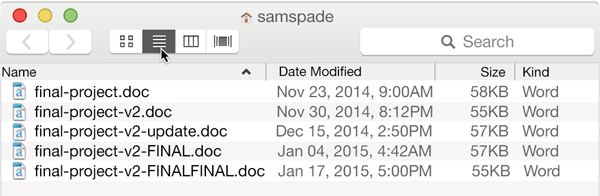 samspade
Search
Name Date Modified Size Kind
final-project.doc Nov 23, 2014, 9:00AM 58KB Word
final-project-v2.doc Nov 30, 2014, 8:12PM 55KB Word
final-project-v2-update.doc Dec 15, 2014, 2:50PM 57KB Word
final-project-v2-FINAL.doc Jan 04, 2015, 4:42AM 57KB Word
final-project-v2-FINALFINAL.doc Jan 17, 2015, 5:00PM 55KB Word